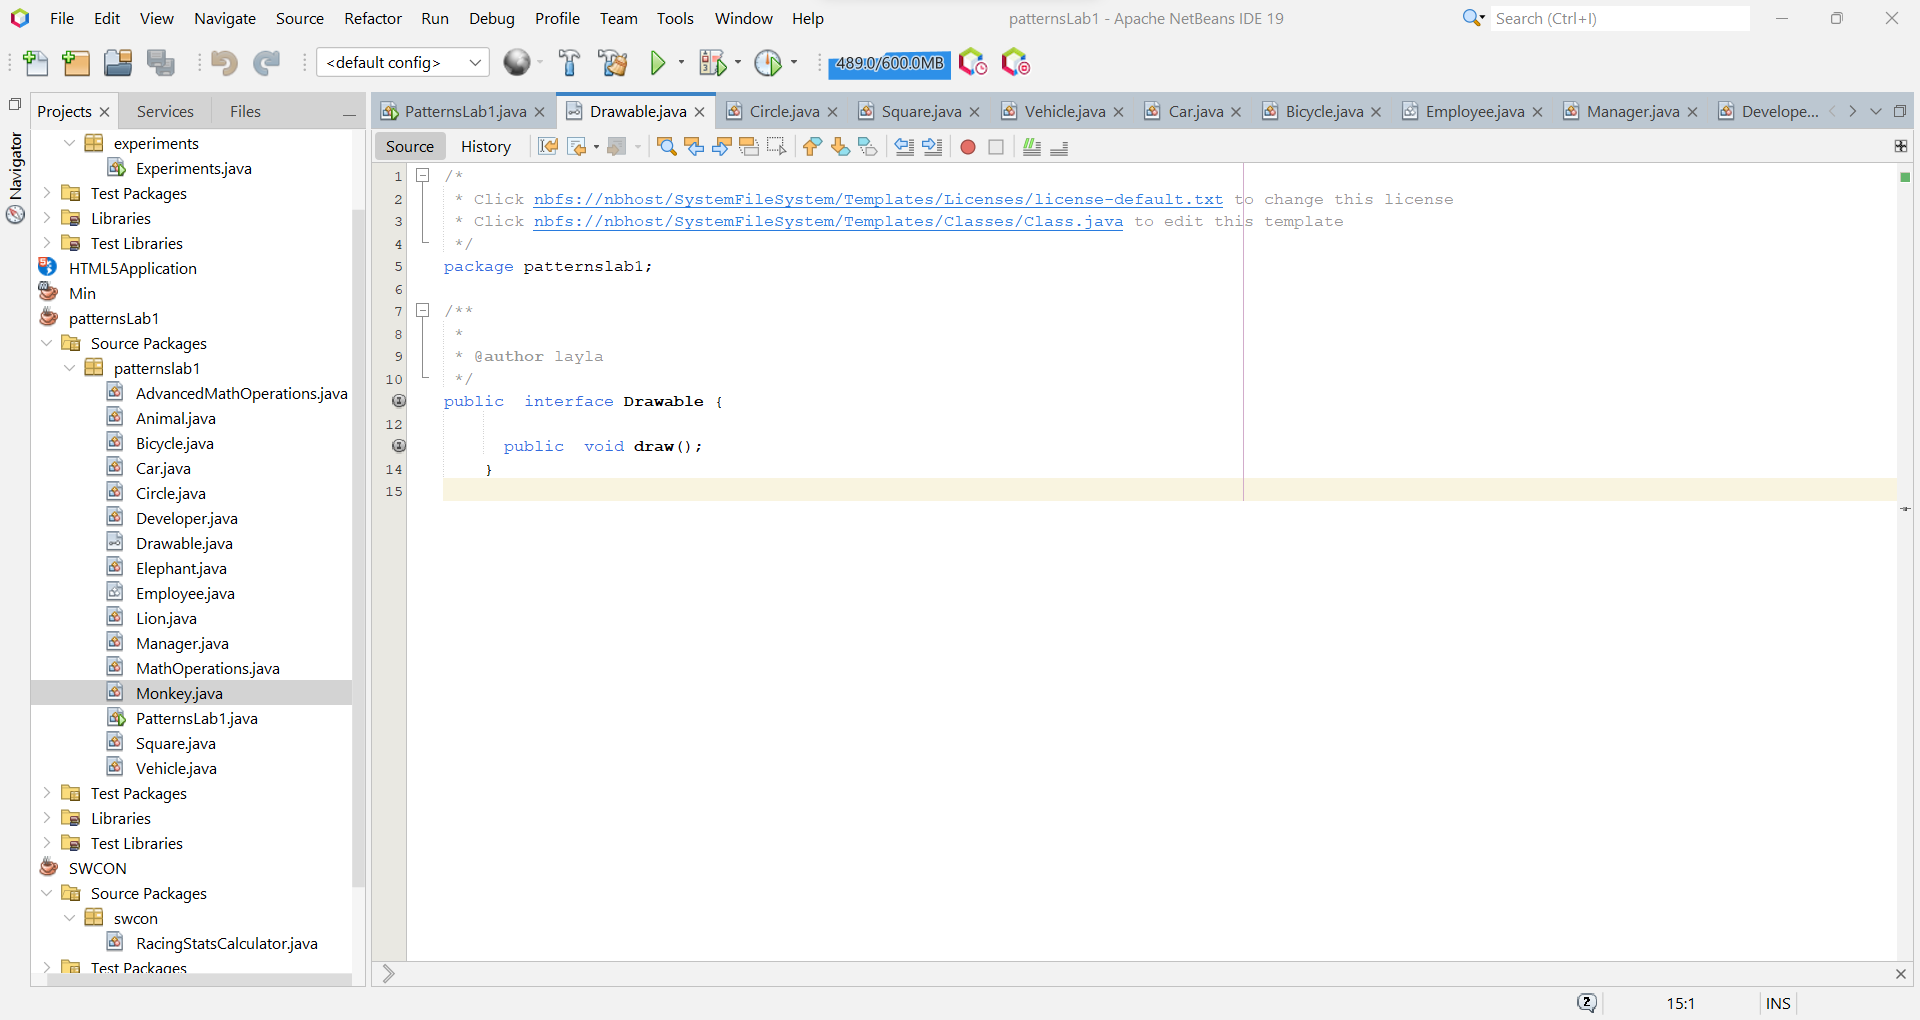 File Edit View Navigate Source Refactor Run Debug Profile Team Tools Window Help patternsLab1 - Apache NetBeans IDE 19 Search (Ctrl+I)
<default config> 489.0/600.0MB
Projects Services Files
Navigator
experiments
Experiments.java
Test Packages
Libraries
Test Libraries
HTML5Application
Min
patternsLab1
Source Packages
patternslab1
AdvancedMathOperations.java
Animal.java
Bicycle.java
Car.java
Circle.java
Developer.java
Drawable.java
Elephant.java
Employee.java
Lion.java
Manager.java
MathOperations.java
Monkey.java
PatternsLab1.java
Square.java
Vehicle.java
Test Packages
Libraries
Test Libraries
SWCON
Source Packages
swcon
RacingStatsCalculator.java
Test Packages
PatternsLab1.java Drawable.java Circle.java Square.java Vehicle.java Car.java Bicycle.java Employee.java Manager.java Develope...
Source History
1 /*
2 * Click nbfs://nbhost/SystemFileSystem/Templates/Licenses/license-default.txt to change this license
3 * Click nbfs://nbhost/SystemFileSystem/Templates/Classes/Class.java to edit this template
4 */
5 package patternslab1;
6
7 /**
8 *
9 * @author layla
10 */
public interface Drawable {
12
public void draw();
14 }
15
2 15:1 INS